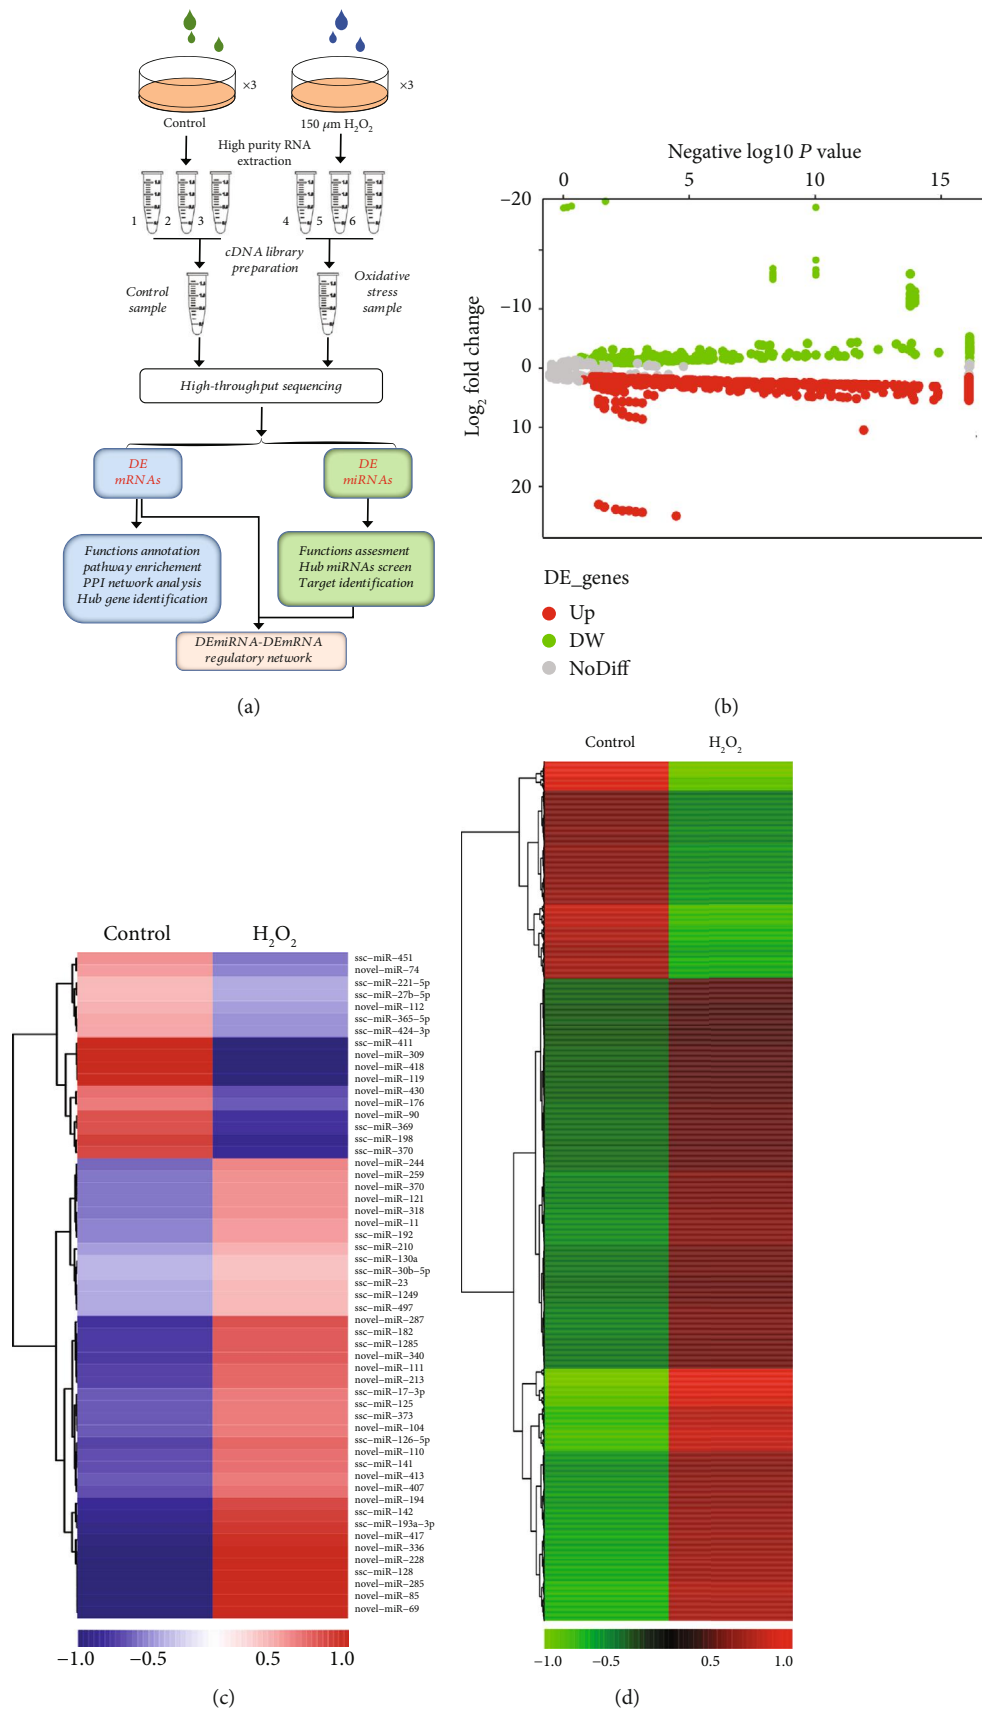 ×3
×3
Control
150 μm H₂O₂
High purity RNA
extraction
1 2 3
4 5 6
cDNA library
preparation
Control
sample
Oxidative
stress
sample
High-throughput sequencing
DE
mRNAs
DE
miRNAs
Functions annotation
pathway enrichement
PPI network analysis
Hub gene identification
Functions assesment
Hub miRNAs screen
Target identification
DEmiRNA-DEmRNA
regulatory network
(a)
Negative log10 P value
0 5 10 15
−20
−10
0
10
20
Log₂ fold change
DE_genes
Up
DW
NoDiff
(b)
Control H₂O₂
ssc−miR−451
novel−miR−74
ssc−miR−221−5p
ssc−miR−27b−5p
novel−miR−112
ssc−miR−365−5p
ssc−miR−424−3p
ssc−miR−411
novel−miR−309
novel−miR−418
novel−miR−119
novel−miR−430
novel−miR−176
novel−miR−90
ssc−miR−369
ssc−miR−198
ssc−miR−370
novel−miR−244
novel−miR−259
novel−miR−370
novel−miR−121
novel−miR−318
novel−miR−11
ssc−miR−192
ssc−miR−210
ssc−miR−130a
ssc−miR−30b−5p
ssc−miR−23
ssc−miR−1249
ssc−miR−497
novel−miR−287
ssc−miR−182
ssc−miR−1285
novel−miR−340
novel−miR−111
novel−miR−213
ssc−miR−17−3p
ssc−miR−125
ssc−miR−373
novel−miR−104
ssc−miR−126−5p
novel−miR−110
ssc−miR−141
novel−miR−413
novel−miR−407
novel−miR−194
ssc−miR−142
ssc−miR−193a−3p
novel−miR−417
novel−miR−336
novel−miR−228
ssc−miR−128
novel−miR−285
novel−miR−85
novel−miR−69
−1.0 −0.5 0.5 1.0
(c)
Control H₂O₂
−1.0 −0.5 0.5 1.0
(d)